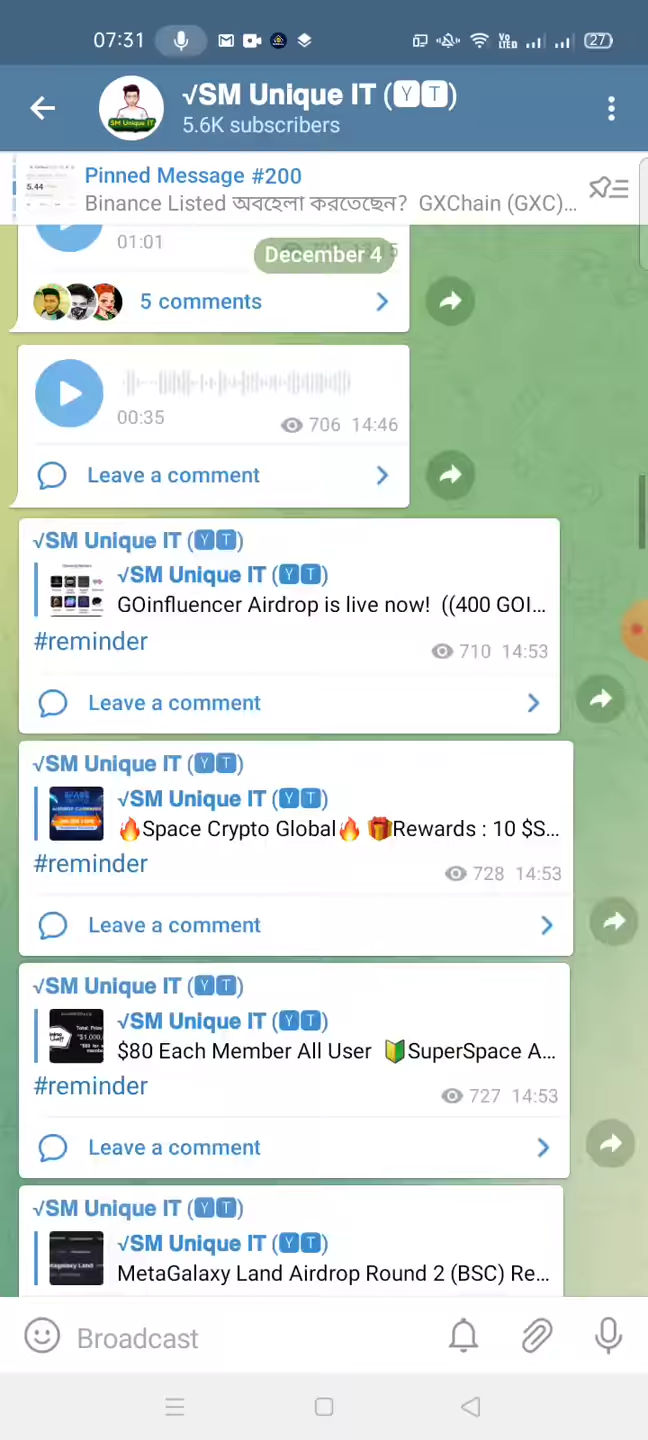 07:31
27
√SM Unique IT (🆈🆃)
5.6K subscribers
Pinned Message #200
Binance Listed অবহেলা করতেছেন? GXChain (GXC)...
5.44
01:01
December 4
5 comments
00:35
706 14:46
Leave a comment
√SM Unique IT (🆈🆃)
√SM Unique IT (🆈🆃)
GOinfluencer Airdrop is live now! ((400 GOI...
#reminder
710 14:53
Leave a comment
√SM Unique IT (🆈🆃)
√SM Unique IT (🆈🆃)
🔥Space Crypto Global🔥 🎁Rewards : 10 $S...
#reminder
728 14:53
Leave a comment
√SM Unique IT (🆈🆃)
√SM Unique IT (🆈🆃)
$80 Each Member All User 🔰SuperSpace A...
#reminder
727 14:53
Leave a comment
√SM Unique IT (🆈🆃)
√SM Unique IT (🆈🆃)
MetaGalaxy Land Airdrop Round 2 (BSC) Re...
Broadcast